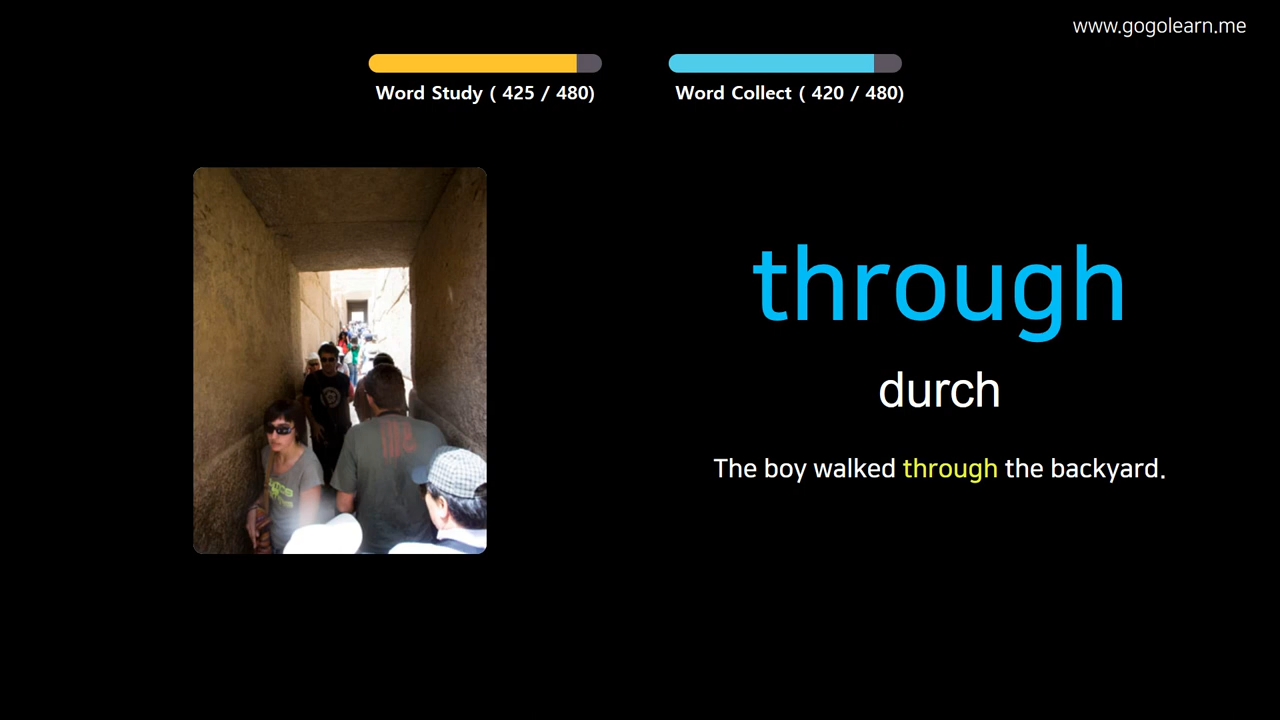 www.gogolearn.me
Word Study ( 425 / 480)
Word Collect ( 420 / 480)
through
durch
The boy walked through the backyard.